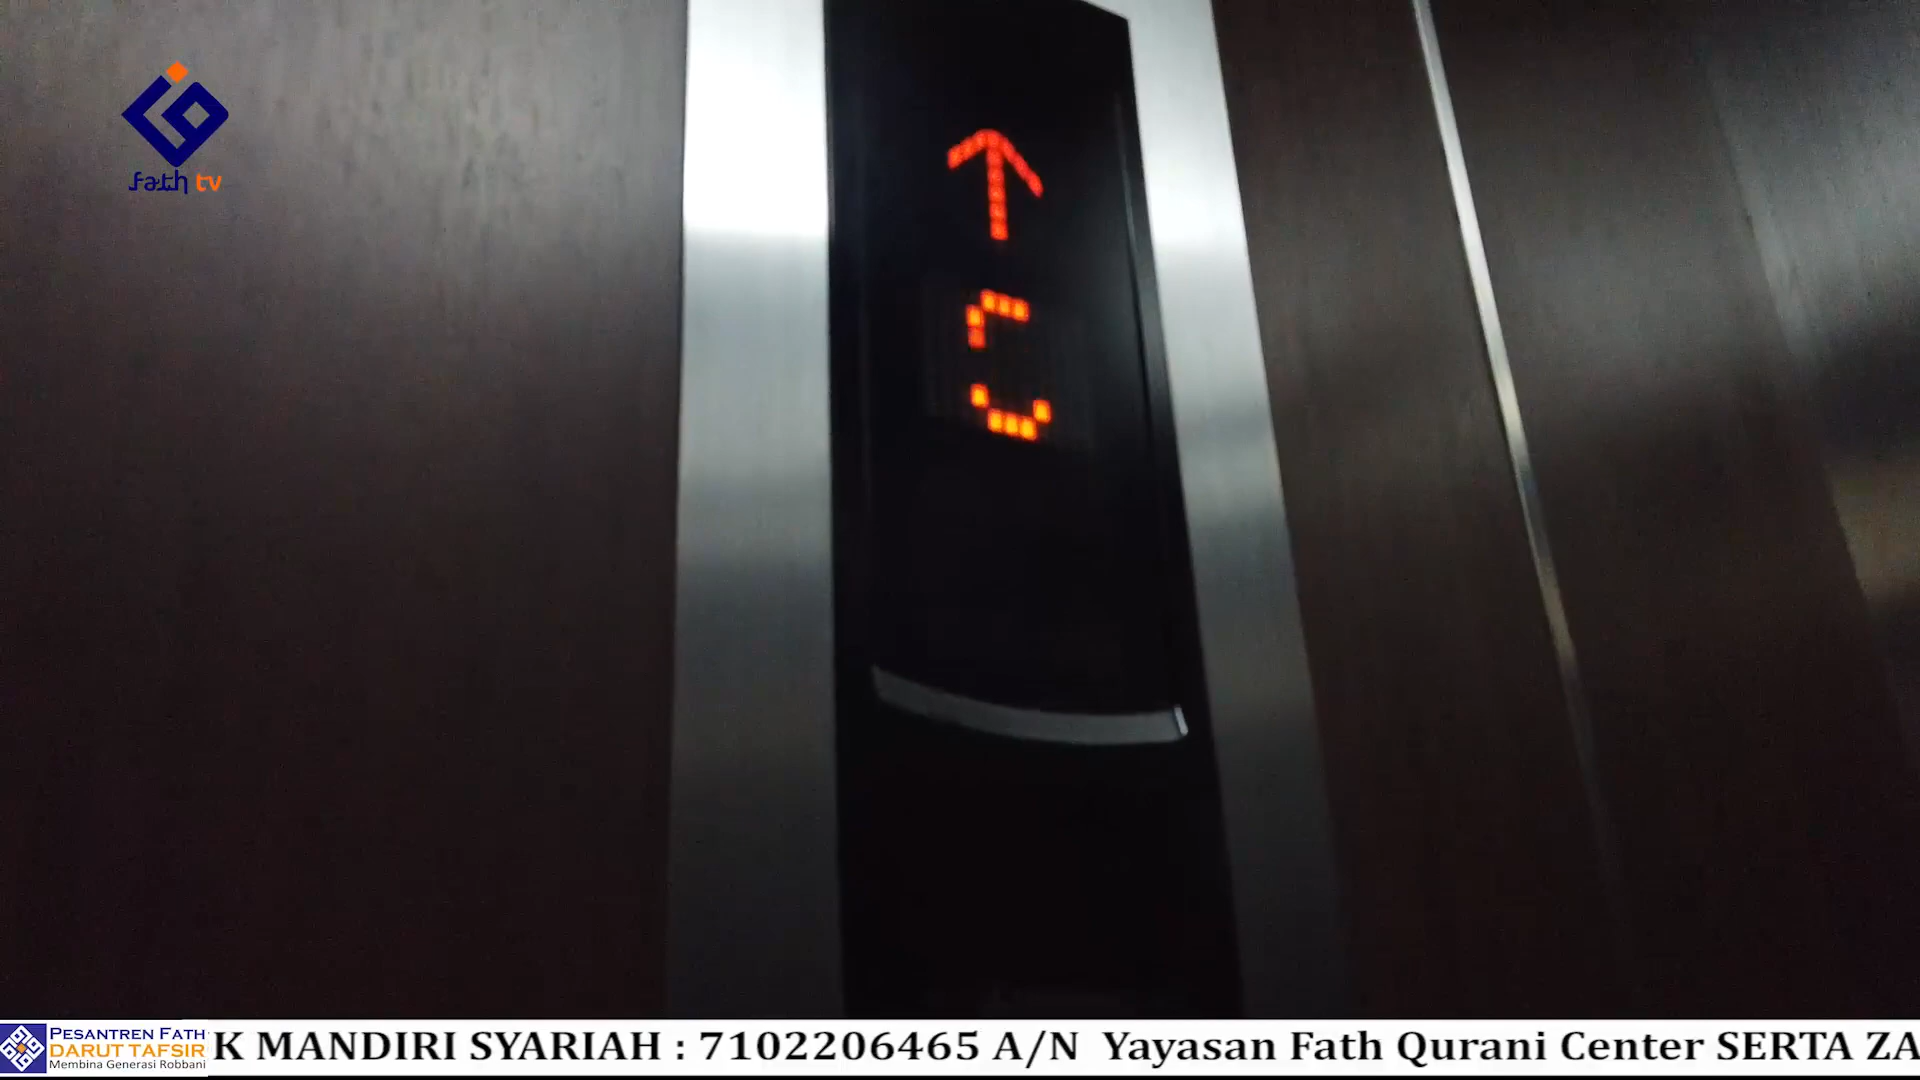 fath tv
PESANTREN FATH
DARUT TAFSIR
Membina Generasi Robbani
K MANDIRI SYARIAH : 7102206465 A/N Yayasan Fath Qurani Center SERTA ZA